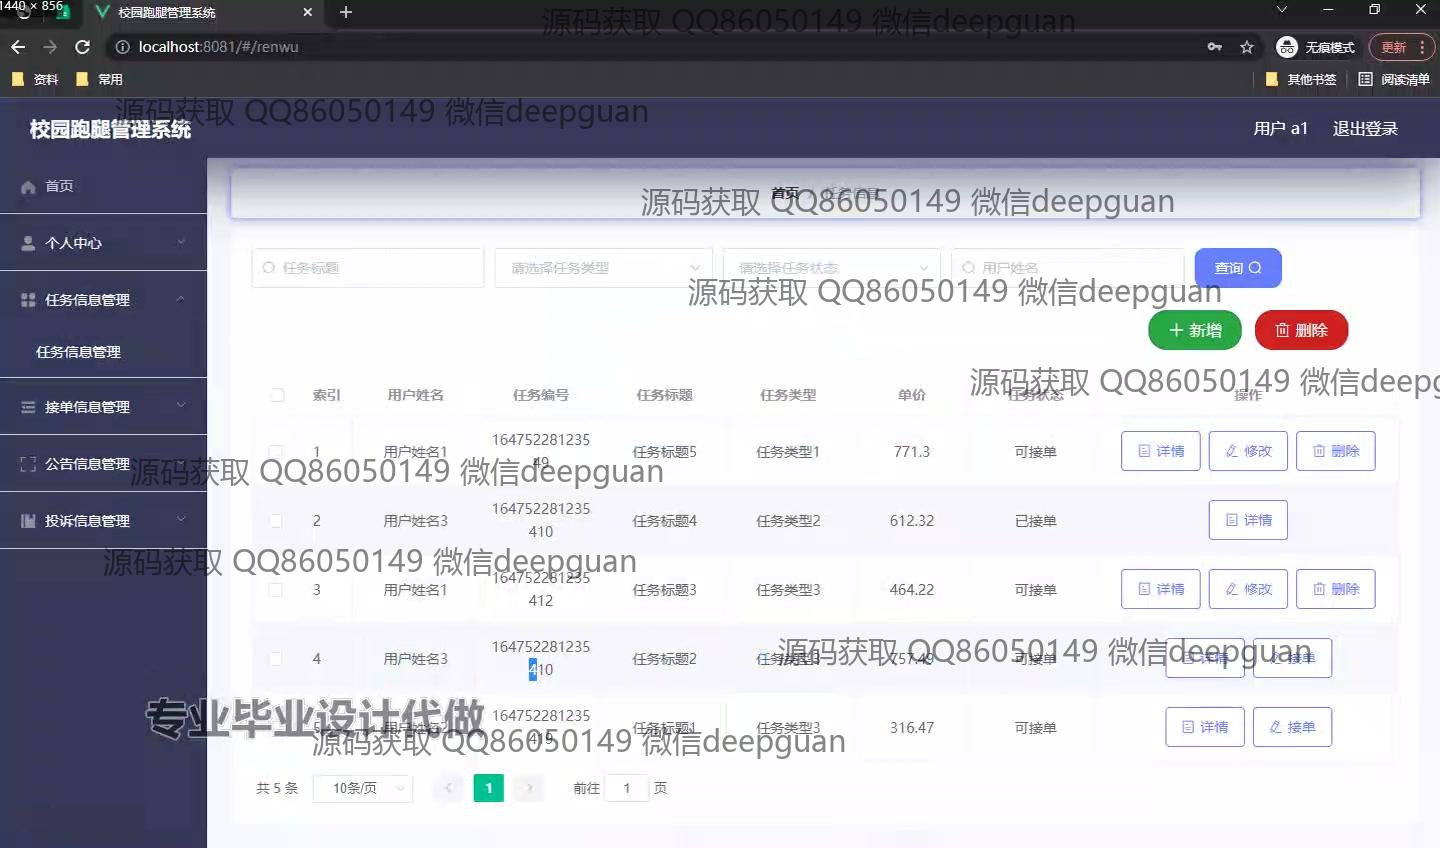 1440 × 856
校园跑腿管理系统
localhost:8081/#/renwu
无痕模式
更新
资料
常用
其他书签
阅读清单
源码获取 QQ86050149 微信deepguan
源码获取 QQ86050149 微信deepguan
校园跑腿管理系统
用户 a1
退出登录
首页
个人中心
任务信息管理
任务信息管理
接单信息管理
公告信息管理
投诉信息管理
首页
任务信息
源码获取 QQ86050149 微信deepguan
任务标题
请选择任务类型
请选择任务状态
用户姓名
查询
源码获取 QQ86050149 微信deepguan
新增
删除
源码获取 QQ86050149 微信deepg
索引 用户姓名 任务编号 任务标题 任务类型 单价 任务状态 操作
1 用户姓名1 164752281235 任务标题5 任务类型1 771.3 可接单 详情 修改 删除
49
源码获取 QQ86050149 微信deepguan
2 用户姓名3 164752281235 任务标题4 任务类型2 612.32 已接单 详情
410
源码获取 QQ86050149 微信deepguan
3 用户姓名1 164752281235 任务标题3 任务类型3 464.22 可接单 详情 修改 删除
412
源码获取 QQ86050149 微信deepguan
4 用户姓名3 164752281235 任务标题2 757.49 可接单 详情 接单
410
专业毕业设计代做
5 用户姓名2 164752281235 任务标题1 任务类型3 316.47 可接单 详情 接单
419
源码获取 QQ86050149 微信deepguan
共 5 条 10条/页 1 前往 1 页